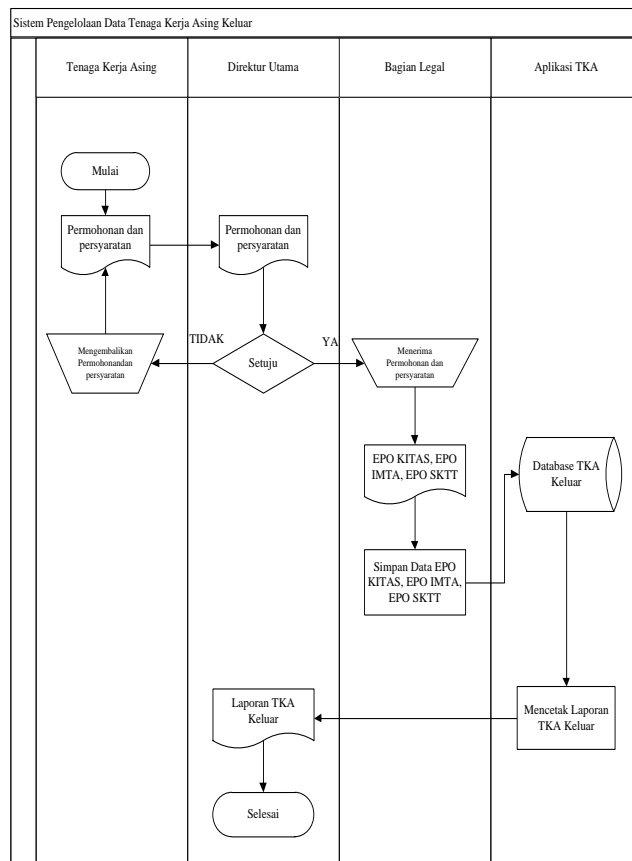 Sistem Pengelolaan Data Tenaga Kerja Asing Keluar
Tenaga Kerja Asing
Direktur Utama
Bagian Legal
Aplikasi TKA
Mulai
Permohonan dan
persyaratan
Permohonan dan
persyaratan
Mengembalikan
Permohonandan
persyaratan
TIDAK
Setuju
YA
Menerima
Permohonan dan
persyaratan
EPO KITAS, EPO
IMTA, EPO SKTT
Database TKA
Keluar
Simpan Data EPO
KITAS, EPO IMTA,
EPO SKTT
Laporan TKA
Keluar
Mencetak Laporan
TKA Keluar
Selesai